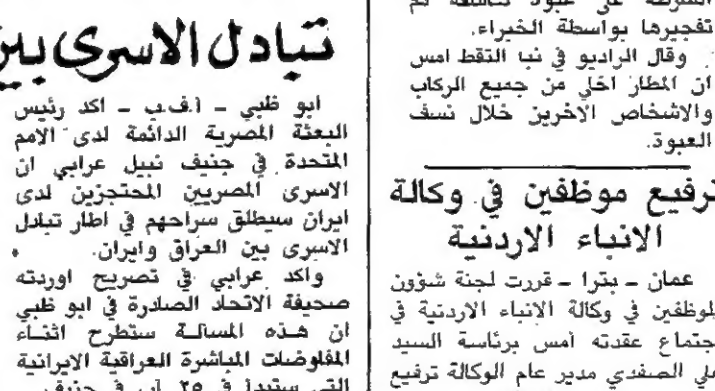 الشرطة على عبوة ناسفة تم
تفجيرها بواسطة الخبراء.
وقال الراديو في نبا التقط امس
ان المطار اخلي من جميع الركاب
والاشخاص الاخرين خلال نسف
العبوة.
ترفيع موظفين في وكالة
الانباء الاردنية
عمان - بترا - قررت لجنة شؤون
الموظفين في وكالة الانباء الاردنية في
اجتماع عقدته امس برئاسة السيد
علي الصفدي مدير عام الوكالة ترفيع
تبادل الاسرى بين
ابو ظبي - ا.ف.ب - اكد رئيس
البعثة المصرية الدائمة لدى الامم
المتحدة في جنيف نبيل عرابي ان
الاسرى المصريين المحتجزين لدى
ايران سيطلق سراحهم في اطار تبادل
الاسرى بين العراق وايران.
واكد عرابي في تصريح اوردته
صحيفة الاتحاد الصادرة في ابو ظبي
ان هذه المسالة ستطرح اثناء
المفاوضات المباشرة العراقية الايرانية
التي ستبدأ في ٢٥ آب في جنيف